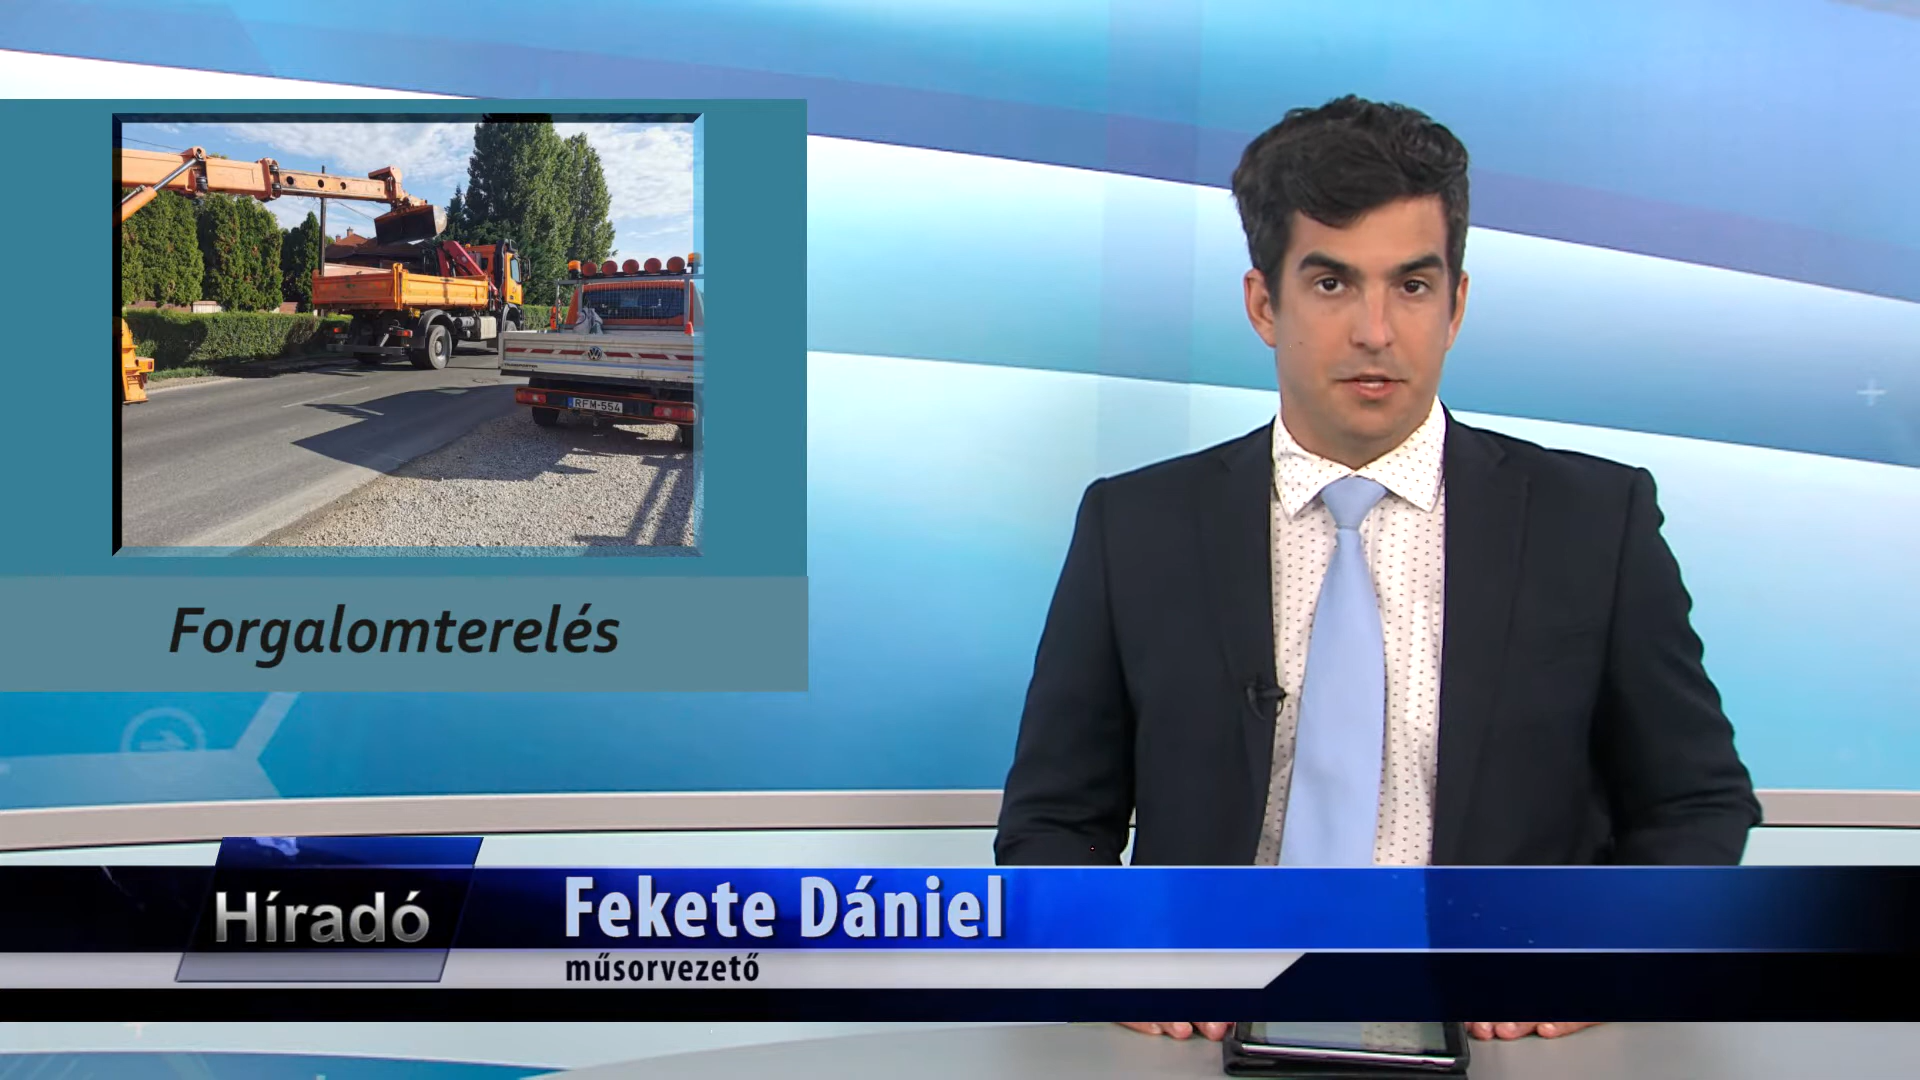 RFM-554
Forgalomterelés
Híradó
Fekete Dániel
műsorvezető